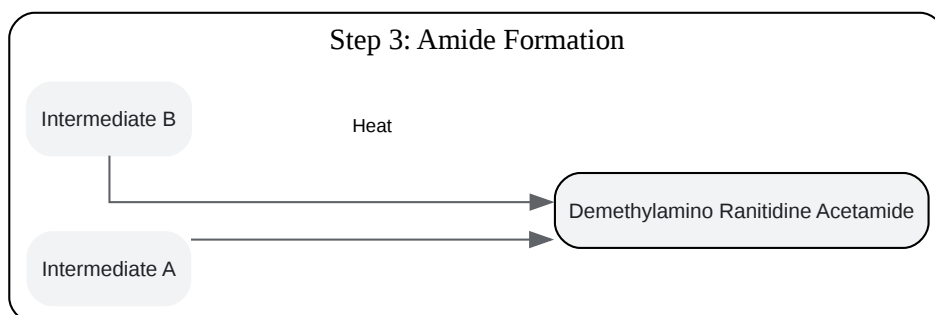 Step 3: Amide Formation
Intermediate B
Heat
Demethylamino Ranitidine Acetamide
Intermediate A